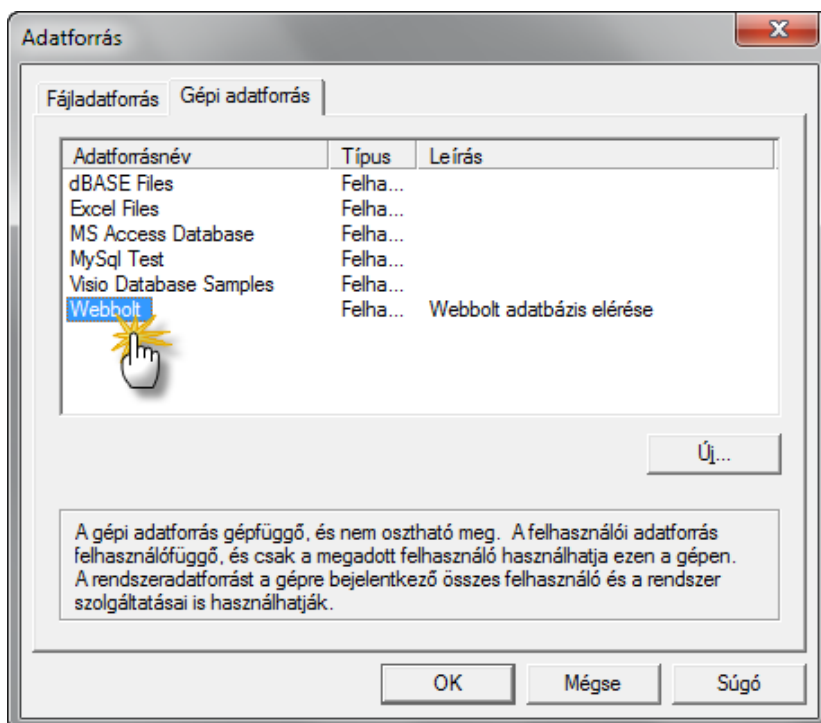 Adatforrás
Fájladatforrás Gépi adatforrás
Adatforrásnév Típus Leírás
dBASE Files Felha...
Excel Files Felha...
MS Access Database Felha...
MySql Test Felha...
Visio Database Samples Felha...
Webbolt Felha... Webbolt adatbázis elérése
Új...
A gépi adatforrás gépfüggő, és nem osztható meg. A felhasználói adatforrás
felhasználófüggő, és csak a megadott felhasználó használhatja ezen a gépen.
A rendszeradatforrást a gépre bejelentkező összes felhasználó és a rendszer
szolgáltatásai is használhatják.
OK Mégse Súgó